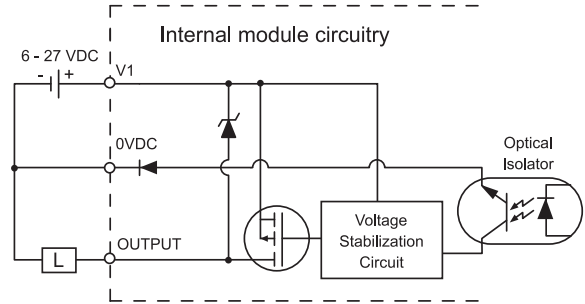 Internal module circuitry
6 - 27 VDC
- +
V1
0VDC
Optical
Isolator
OUTPUT
L
Voltage
Stabilization
Circuit